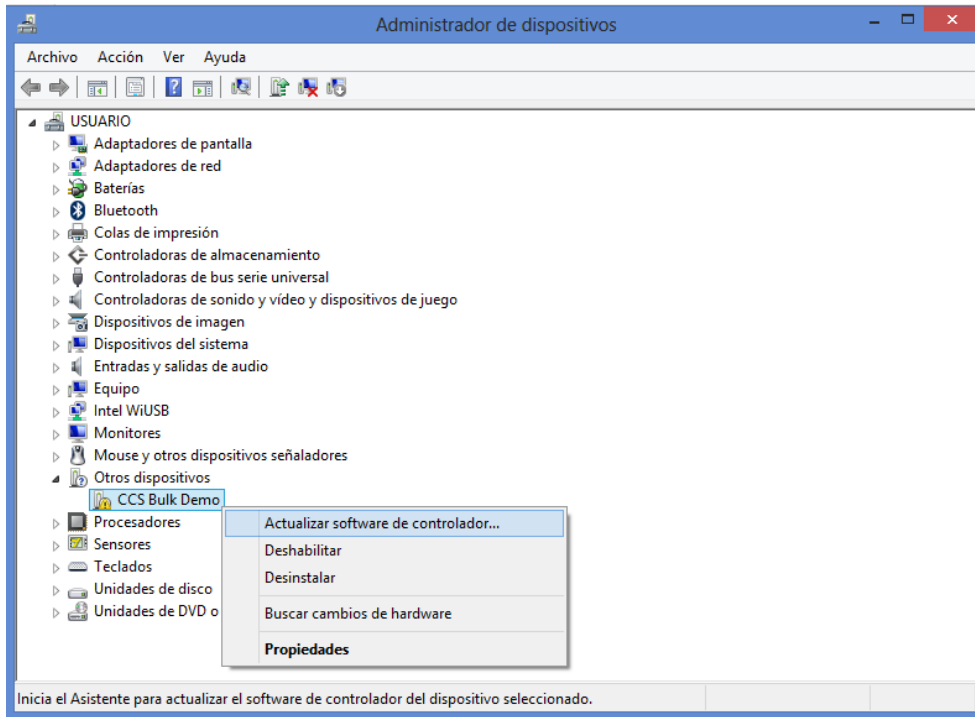 Administrador de dispositivos
Archivo Acción Ver Ayuda
USUARIO
Adaptadores de pantalla
Adaptadores de red
Baterías
Bluetooth
Colas de impresión
Controladoras de almacenamiento
Controladoras de bus serie universal
Controladoras de sonido y vídeo y dispositivos de juego
Dispositivos de imagen
Dispositivos del sistema
Entradas y salidas de audio
Equipo
Intel WiUSB
Monitores
Mouse y otros dispositivos señaladores
Otros dispositivos
CCS Bulk Demo
Procesadores
Sensores
Teclados
Unidades de disco
Unidades de DVD o
Actualizar software de controlador...
Deshabilitar
Desinstalar
Buscar cambios de hardware
Propiedades
Inicia el Asistente para actualizar el software de controlador del dispositivo seleccionado.